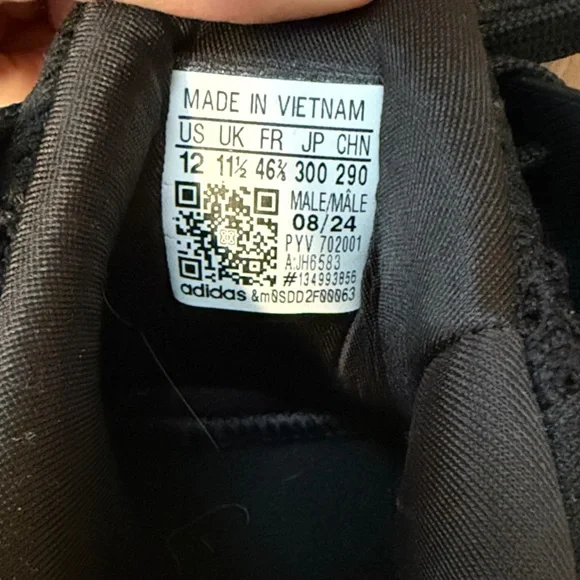 MADE IN VIETNAM
US UK FR JP CHN
12 11½ 46⅔ 300 290
MALE/MÂLE
08/24
PYV 702001
A:JH6583
#134993856
adidas &m0SDD2F00063